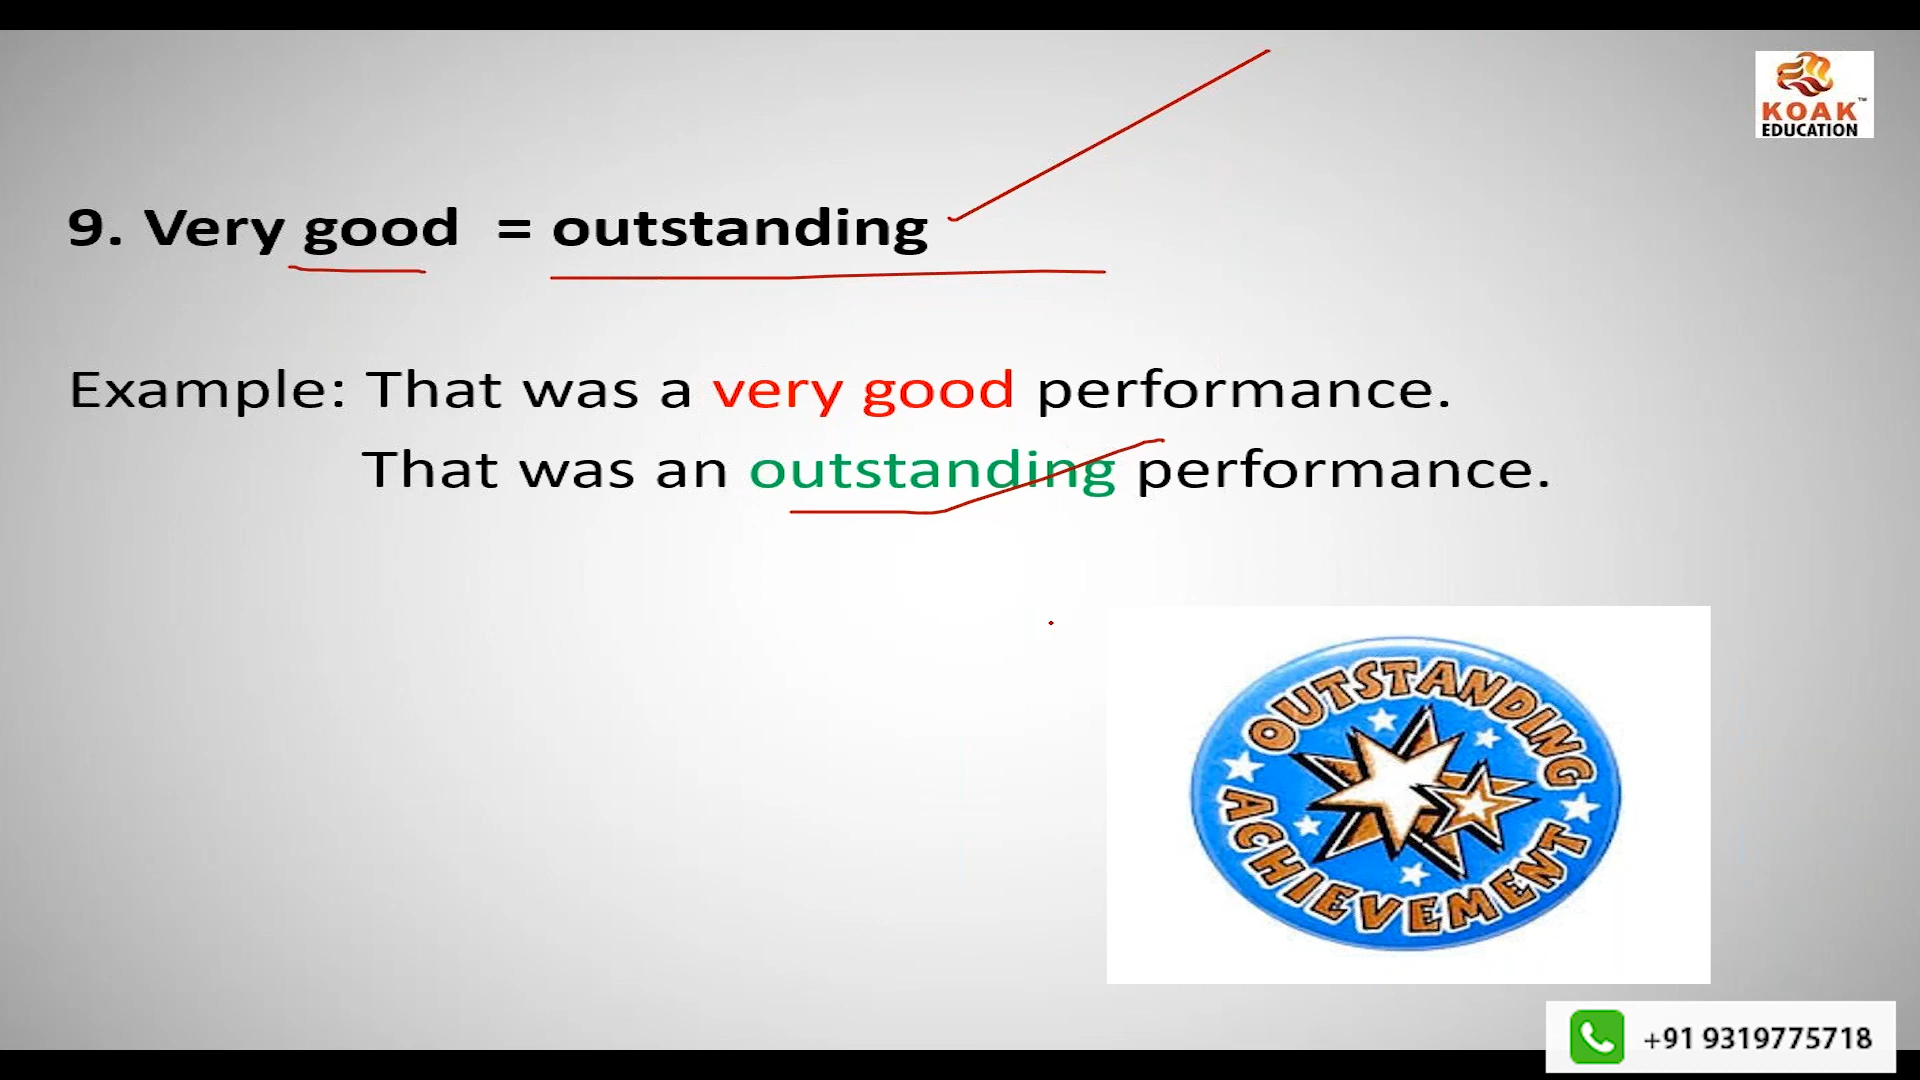 KOAK™
EDUCATION
9. Very good = outstanding
Example: That was a very good performance.
That was an outstanding performance.
OUTSTANDING
ACHIEVEMENT
+91 9319775718